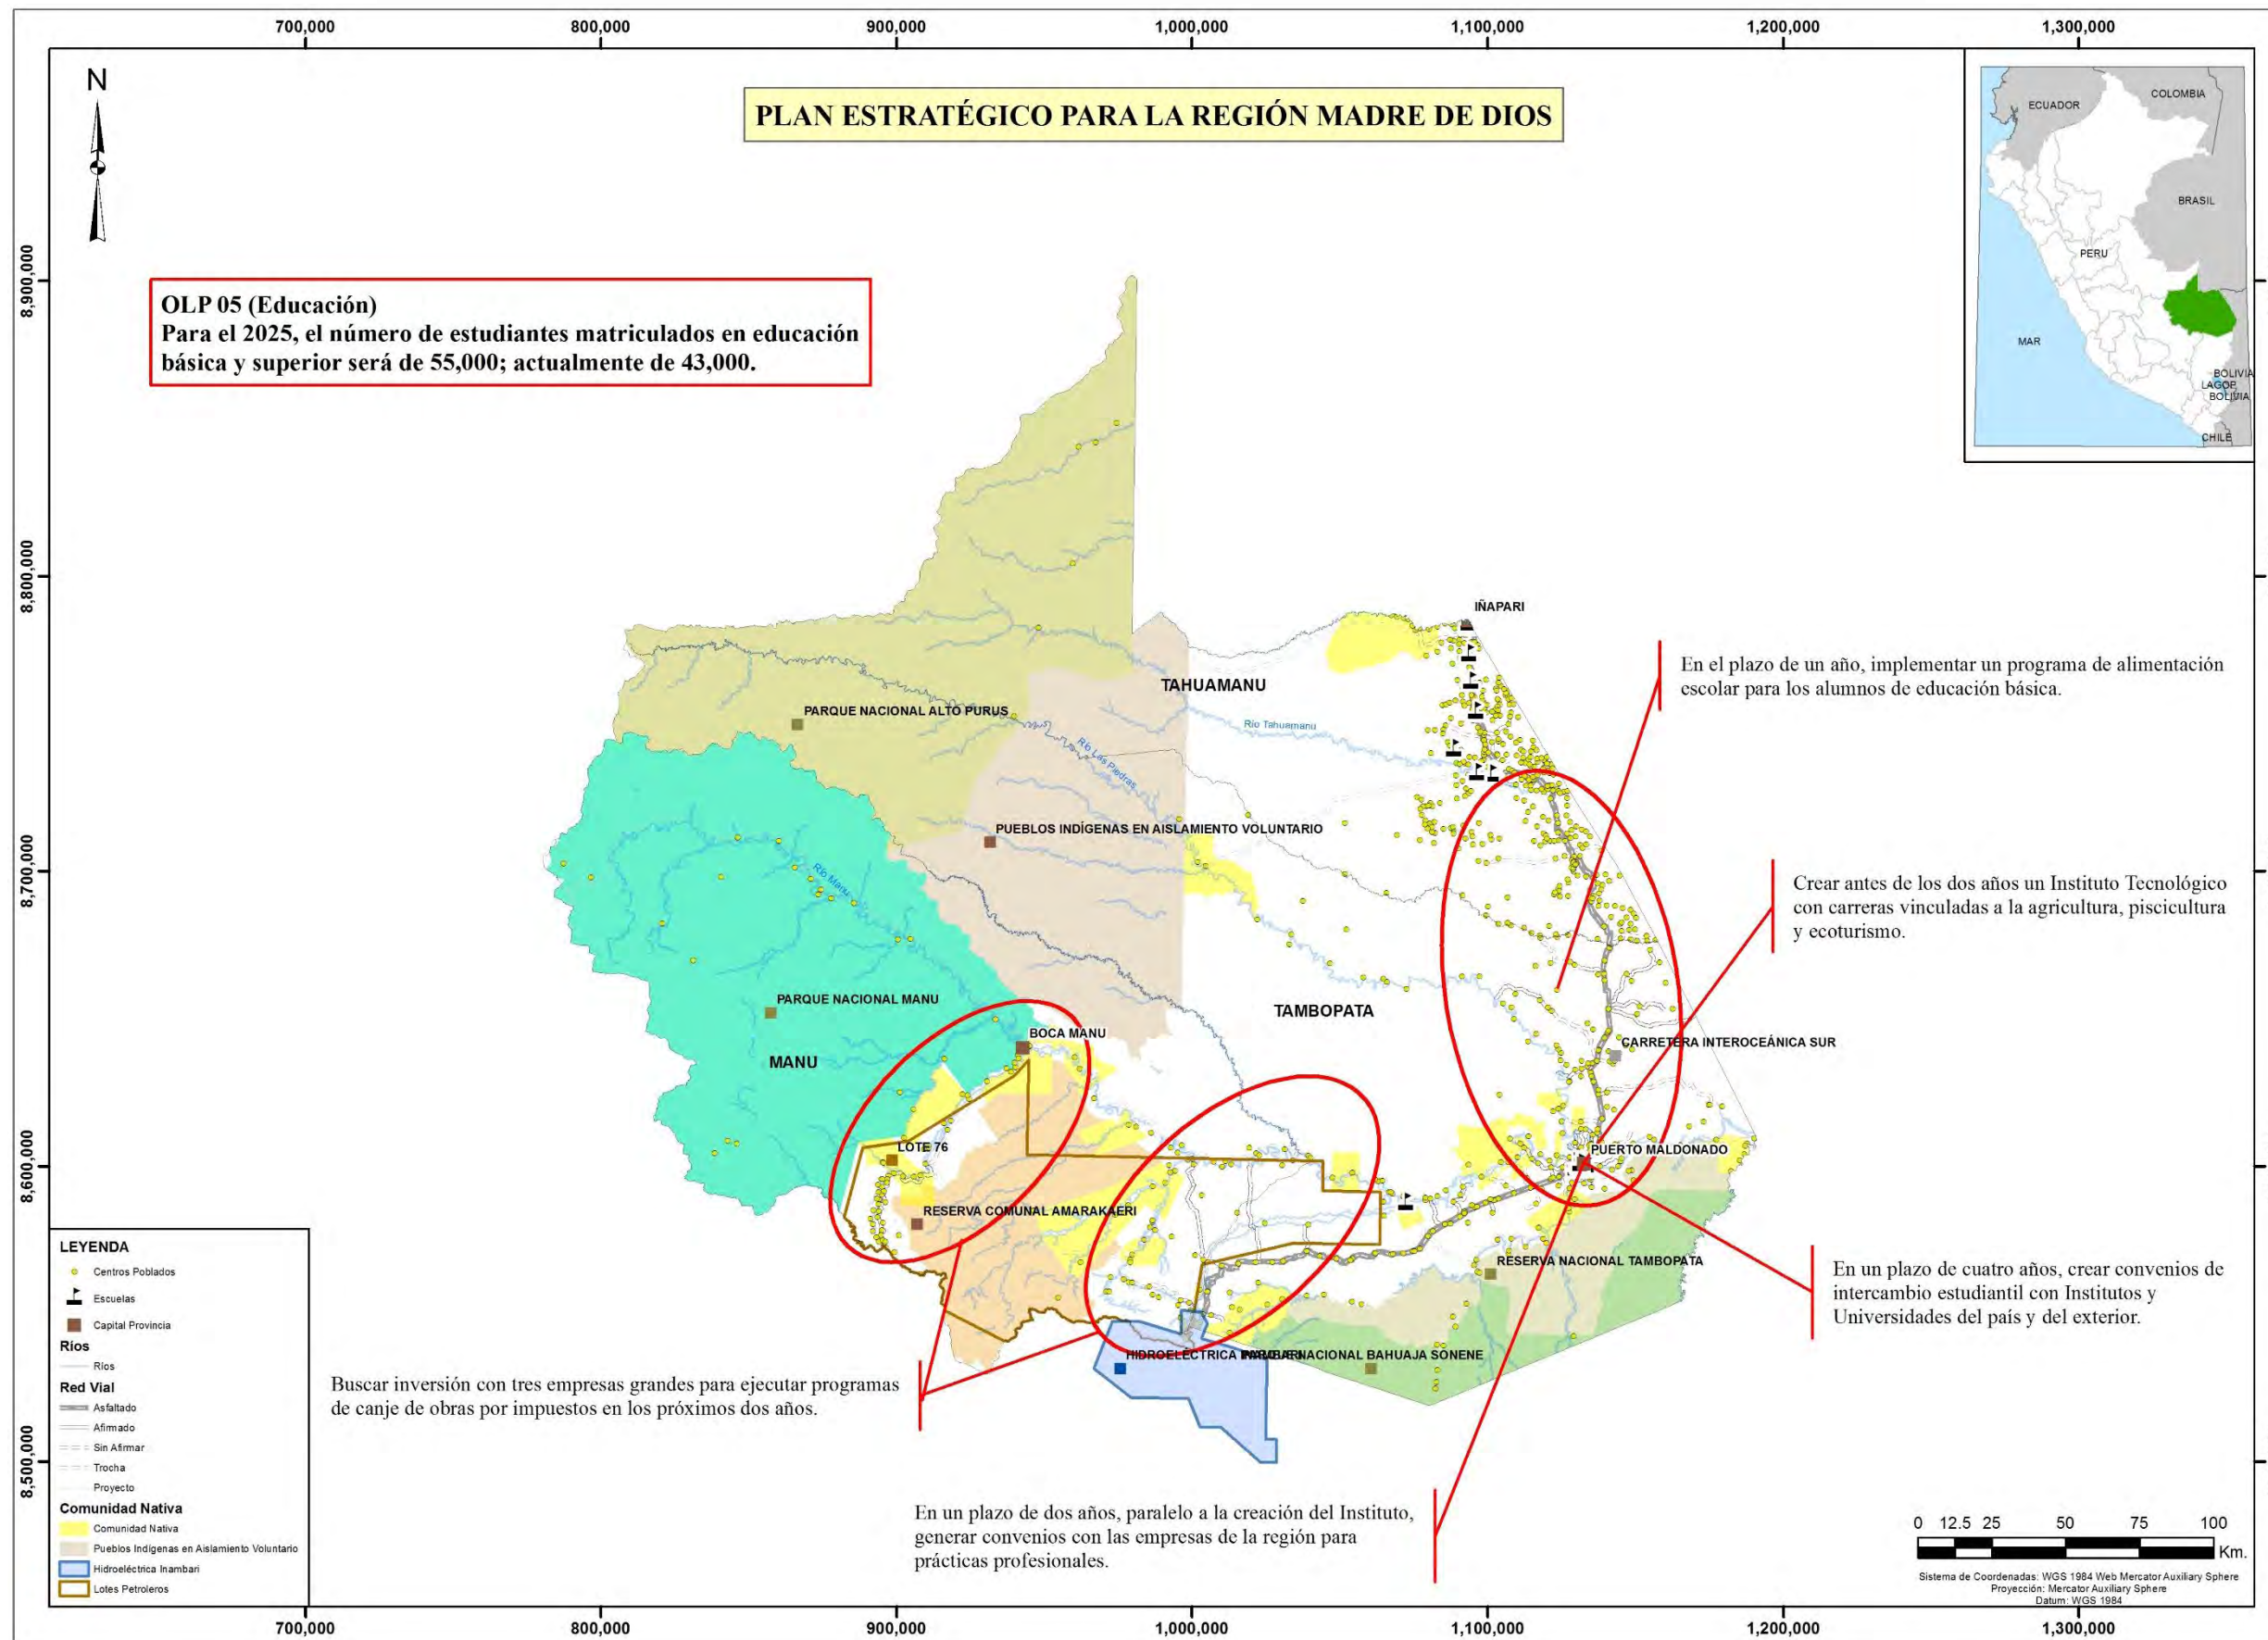 700,000
800,000
900,000
1,000,000
1,100,000
1,200,000
1,300,000
N
PLAN ESTRATÉGICO PARA LA REGIÓN MADRE DE DIOS
ECUADOR
COLOMBIA
BRASIL
PERU
MAR
BOLIVIA
LAGOP.
BOLIVIA
CHILE
8,900,000
8,800,000
8,700,000
8,600,000
8,500,000
OLP 05 (Educación)
Para el 2025, el número de estudiantes matriculados en educación
básica y superior será de 55,000; actualmente de 43,000.
IÑAPARI
TAHUAMANU
Río Tahuamanu
PARQUE NACIONAL ALTO PURUS
Río Las Piedras
PUEBLOS INDÍGENAS EN AISLAMIENTO VOLUNTARIO
Río Manu
PARQUE NACIONAL MANU
MANU
BOCA MANU
TAMBOPATA
CARRETERA INTEROCEÁNICA SUR
LOTE 76
PUERTO MALDONADO
RESERVA COMUNAL AMARAKAERI
RESERVA NACIONAL TAMBOPATA
HIDROELÉCTRICA
NACIONAL BAHUAJA SONENE
En el plazo de un año, implementar un programa de alimentación
escolar para los alumnos de educación básica.
Crear antes de los dos años un Instituto Tecnológico
con carreras vinculadas a la agricultura, piscicultura
y ecoturismo.
En un plazo de cuatro años, crear convenios de
intercambio estudiantil con Institutos y
Universidades del país y del exterior.
Buscar inversión con tres empresas grandes para ejecutar programas
de canje de obras por impuestos en los próximos dos años.
En un plazo de dos años, paralelo a la creación del Instituto,
generar convenios con las empresas de la región para
prácticas profesionales.
LEYENDA
Centros Poblados
Escuelas
Capital Provincia
Ríos
Ríos
Red Vial
Asfaltado
Afirmado
Sin Afirmar
Trocha
Proyecto
Comunidad Nativa
Comunidad Nativa
Pueblos Indígenas en Aislamiento Voluntario
Hidroeléctrica Inambari
Lotes Petroleros
0 12.5 25 50 75 100
Km.
Sistema de Coordenadas: WGS 1984 Web Mercator Auxiliary Sphere
Proyección: Mercator Auxiliary Sphere
Datum: WGS 1984
700,000
800,000
900,000
1,000,000
1,100,000
1,200,000
1,300,000